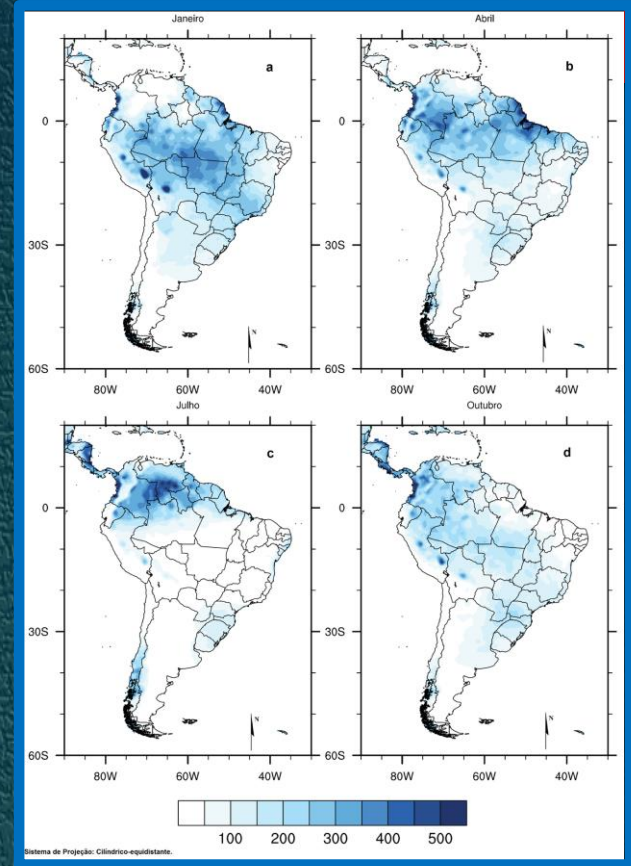 Janeiro
Abril
a
b
0
0
30S
30S
N
N
60S
60S
80W
60W
40W
80W
60W
40W
Julho
Outubro
c
d
0
0
30S
30S
N
N
60S
60S
80W
60W
40W
80W
60W
40W
100
200
300
400
500
Sistema de Projeção: Cilíndrico-equidistante.